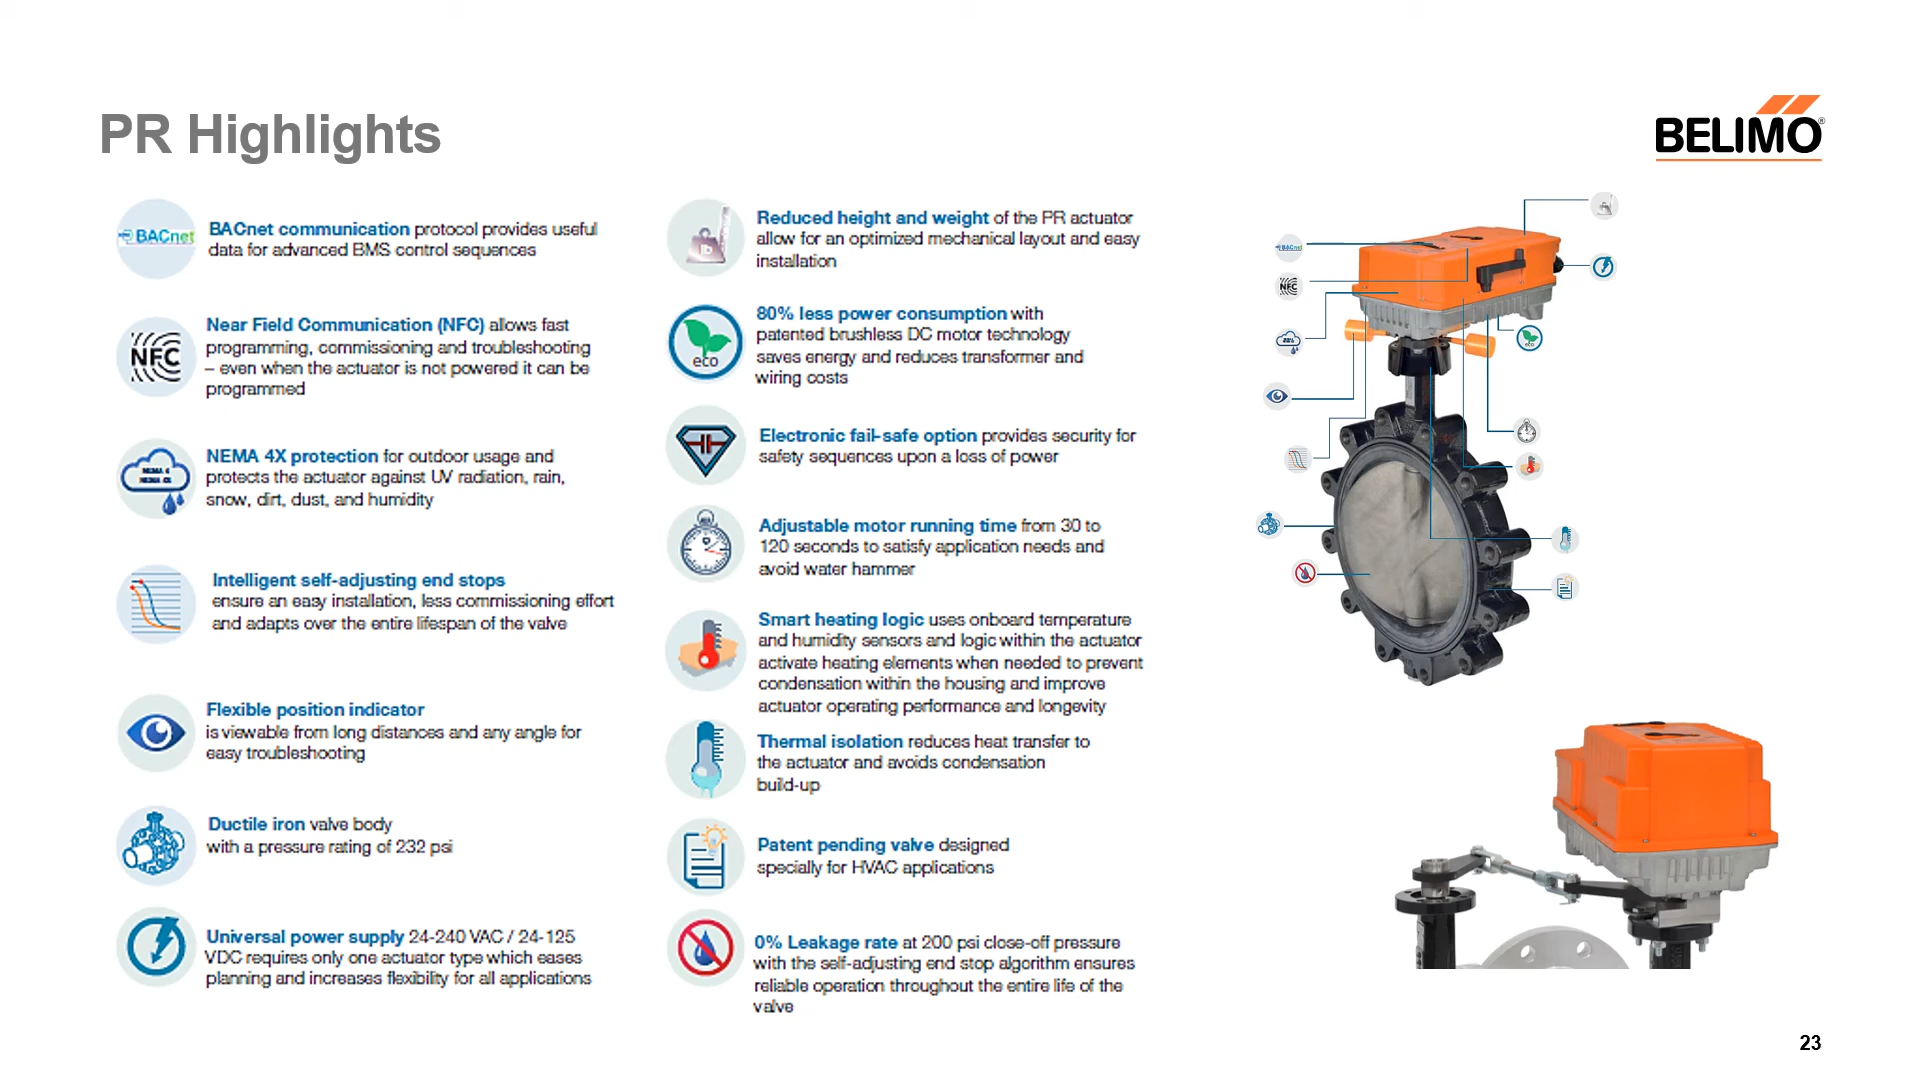 PR Highlights
BELIMO®
BACnet
BACnet communication protocol provides useful
data for advanced BMS control sequences
NFC
Near Field Communication (NFC) allows fast
programming, commissioning and troubleshooting
– even when the actuator is not powered it can be
programmed
NEMA 4
NEMA 4X
NEMA 4X protection for outdoor usage and
protects the actuator against UV radiation, rain,
snow, dirt, dust, and humidity
Intelligent self-adjusting end stops
ensure an easy installation, less commissioning effort
and adapts over the entire lifespan of the valve
Flexible position indicator
is viewable from long distances and any angle for
easy troubleshooting
Ductile iron valve body
with a pressure rating of 232 psi
Universal power supply 24-240 VAC / 24-125
VDC requires only one actuator type which eases
planning and increases flexibility for all applications
lb
Reduced height and weight of the PR actuator
allow for an optimized mechanical layout and easy
installation
eco
80% less power consumption with
patented brushless DC motor technology
saves energy and reduces transformer and
wiring costs
Electronic fail-safe option provides security for
safety sequences upon a loss of power
Adjustable motor running time from 30 to
120 seconds to satisfy application needs and
avoid water hammer
Smart heating logic uses onboard temperature
and humidity sensors and logic within the actuator
activate heating elements when needed to prevent
condensation within the housing and improve
actuator operating performance and longevity
Thermal isolation reduces heat transfer to
the actuator and avoids condensation
build-up
Patent pending valve designed
specially for HVAC applications
0% Leakage rate at 200 psi close-off pressure
with the self-adjusting end stop algorithm ensures
reliable operation throughout the entire life of the
valve
BACnet
NFC
eco
23